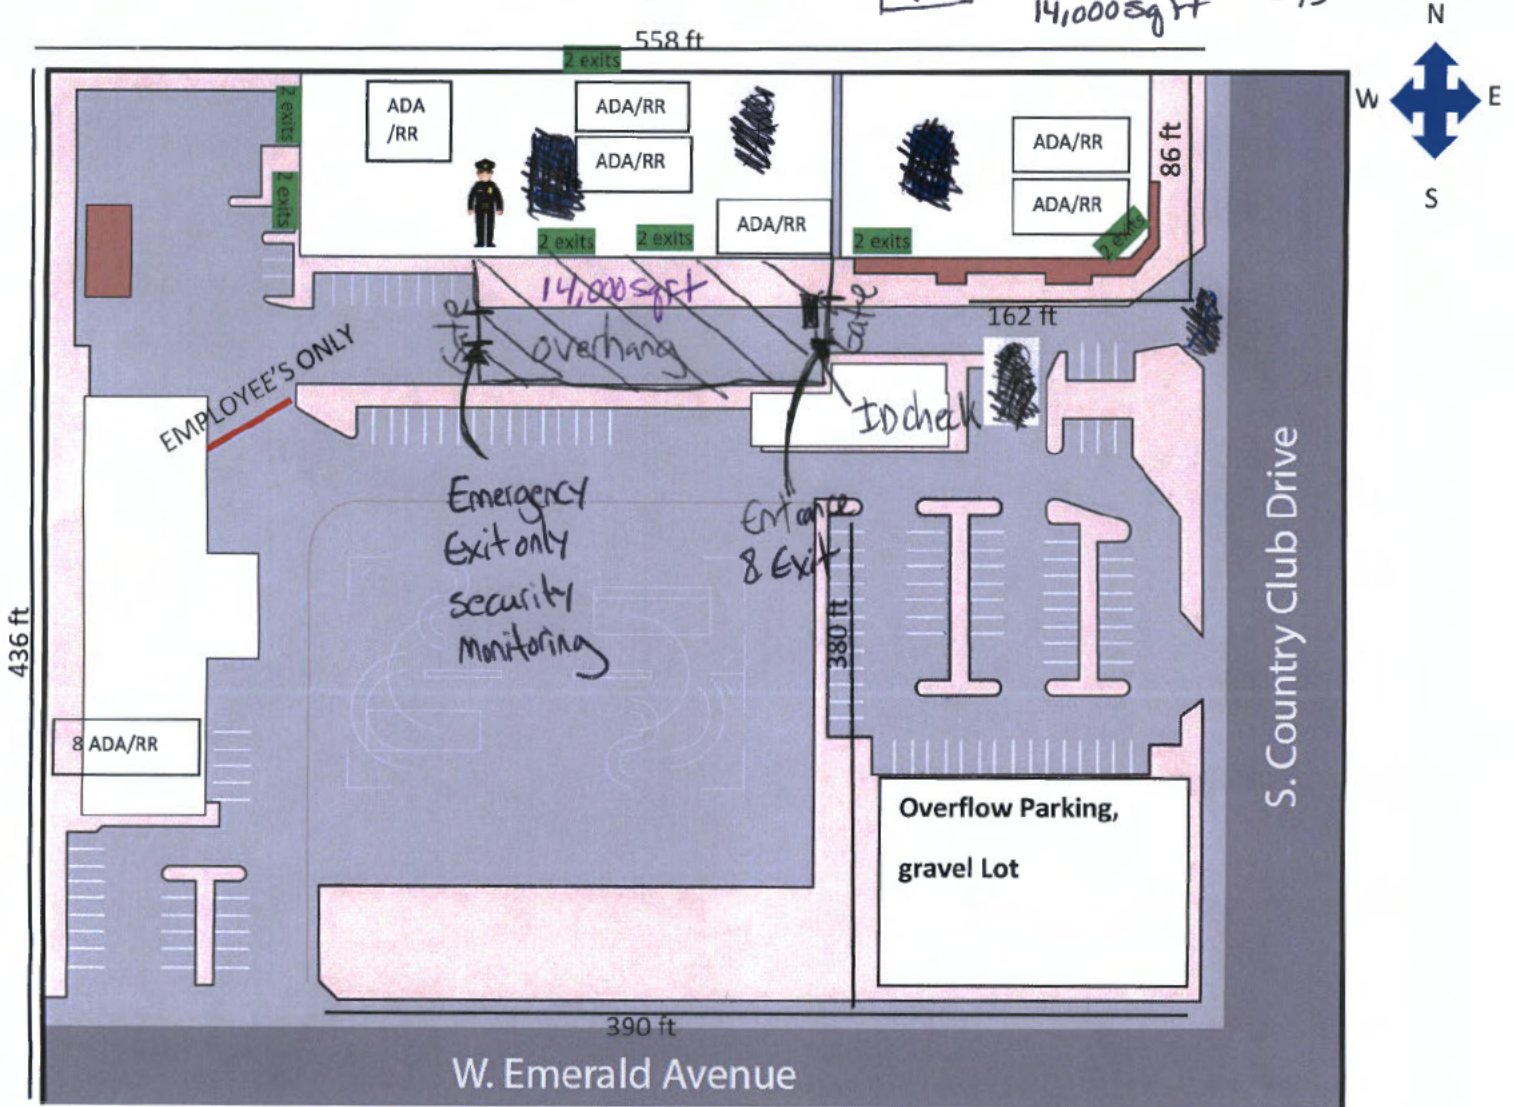 14,000 sq ft
N
558 ft
2 exits
W
E
2 exits
ADA
/RR
ADA/RR
ADA/RR
ADA/RR
86 ft
2 exits
ADA/RR
ADA/RR
S
2 exits
2 exits
2 exits
2 exits
14,000 sqft
162 ft
Gate
overhang
Gate
EMPLOYEE'S ONLY
ID check
Emergency
Exit only
security
Monitoring
Entrance
& Exit
S. Country Club Drive
436 ft
380 ft
8 ADA/RR
Overflow Parking,
gravel Lot
390 ft
W. Emerald Avenue